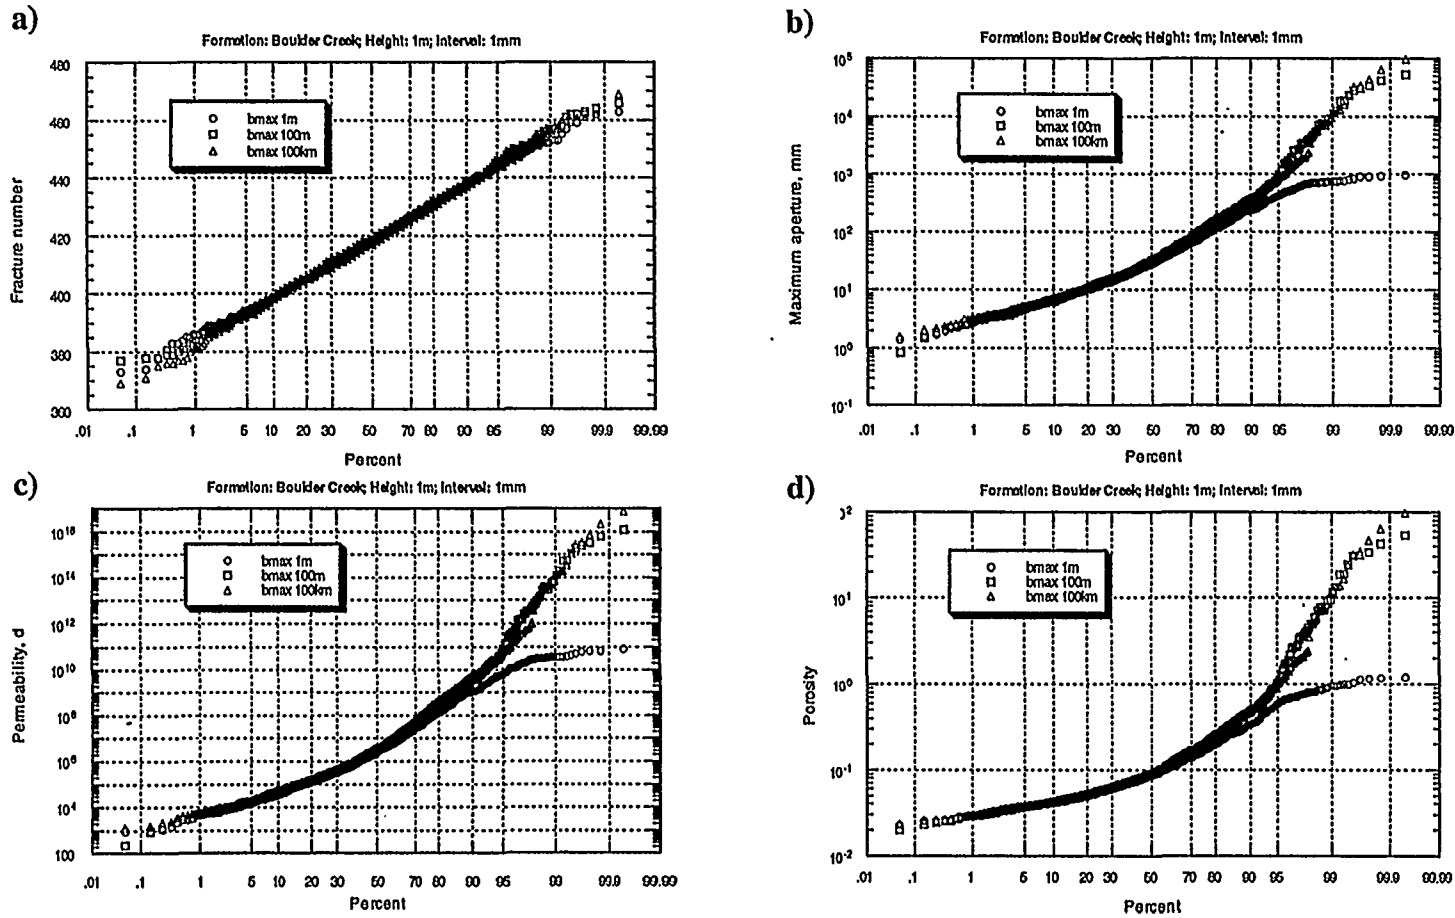 a)
Formation: Boulder Creek; Height: 1m; Interval: 1mm
480
460
440
420
400
380
360
Fracture number
bmax 1m
bmax 100m
bmax 100km
.01 .1 1 5 10 20 30 50 70 80 90 95 99 99.9 99.99
Percent
b)
Formation: Boulder Creek; Height: 1m; Interval: 1mm
10^5
10^4
10^3
10^2
10^1
10^0
10^-1
Maximum aperture, mm
bmax 1m
bmax 100m
bmax 100km
.01 .1 1 5 10 20 30 50 70 80 90 95 99 99.9 99.99
Percent
c)
Formation: Boulder Creek; Height: 1m; Interval: 1mm
10^16
10^14
10^12
10^10
10^8
10^6
10^4
100
Permeability, d
bmax 1m
bmax 100m
bmax 100km
.01 .1 1 5 10 20 30 50 70 80 90 95 99 99.9 99.99
Percent
d)
Formation: Boulder Creek; Height: 1m; Interval: 1mm
10^2
10^1
10^0
10^-1
10^-2
Porosity
bmax 1m
bmax 100m
bmax 100km
.01 .1 1 5 10 20 30 50 70 80 90 95 99 99.9 99.99
Percent